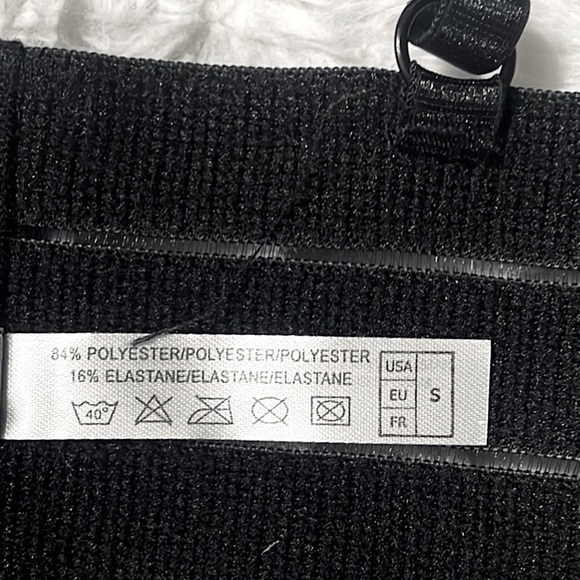 84% POLYESTER/POLYESTER/POLYESTER
16% ELASTANE/ELASTANE/ELASTANE
40°
USA
EU
FR
S